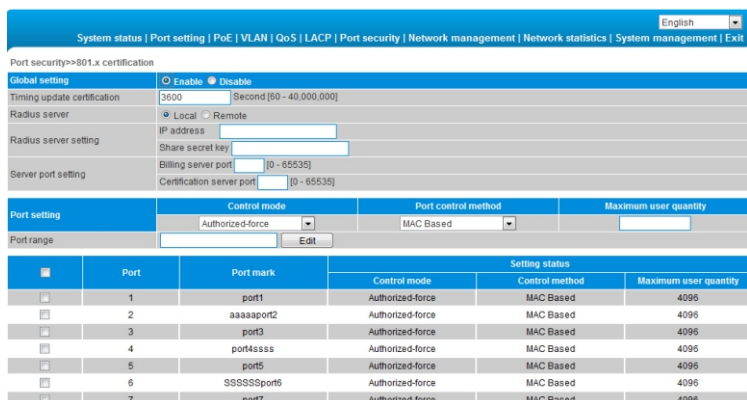 English
System status | Port setting | PoE | VLAN | QoS | LACP | Port security | Network management | Network statistics | System management | Exit
Port security>>801.x certification
Global setting Enable Disable
Timing update certification 3600 Second [60 - 40,000,000]
Radius server Local Remote
Radius server setting IP address
Share secret key
Server port setting Billing server port [0 - 65535]
Certification server port [0 - 65535]
Port setting Control mode Port control method Maximum user quantity
Authorized-force MAC Based
Port range Edit
Port Port mark Setting status
Control mode Control method Maximum user quantity
1 port1 Authorized-force MAC Based 4096
2 aaaaaport2 Authorized-force MAC Based 4096
3 port3 Authorized-force MAC Based 4096
4 port4ssss Authorized-force MAC Based 4096
5 port5 Authorized-force MAC Based 4096
6 SSSSSSport6 Authorized-force MAC Based 4096
7 port7 Authorized-force MAC Based 4096